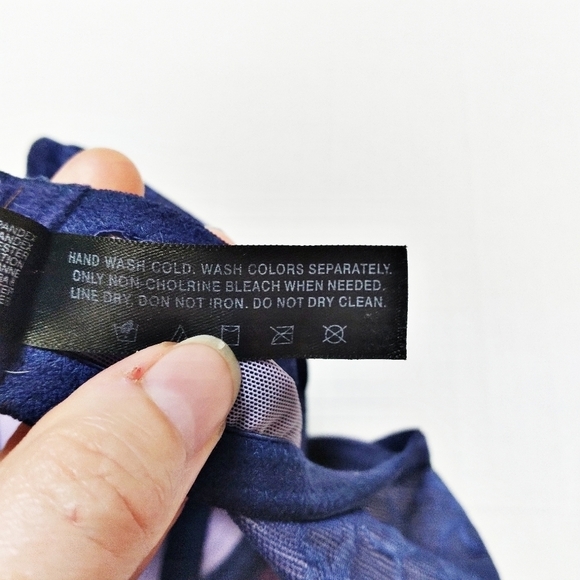 HAND WASH COLD. WASH COLORS SEPARATELY.
ONLY NON-CHOLRINE BLEACH WHEN NEEDED.
LINE DRY. DON NOT IRON. DO NOT DRY CLEAN.